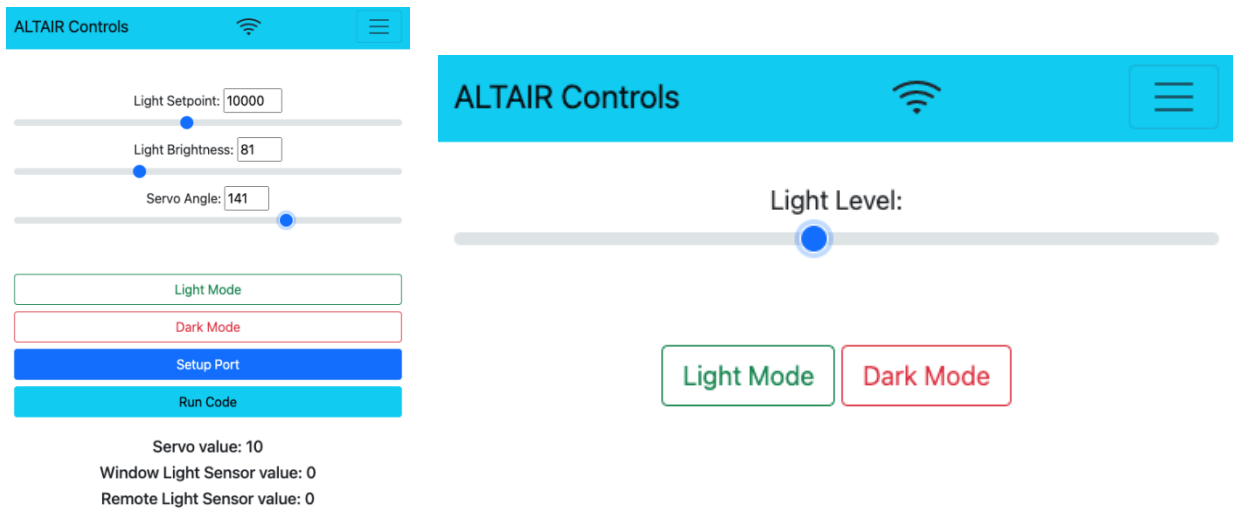 ALTAIR Controls
Light Setpoint: 10000
Light Brightness: 81
Servo Angle: 141
Light Mode
Dark Mode
Setup Port
Run Code
Servo value: 10
Window Light Sensor value: 0
Remote Light Sensor value: 0
ALTAIR Controls
Light Level:
Light Mode Dark Mode